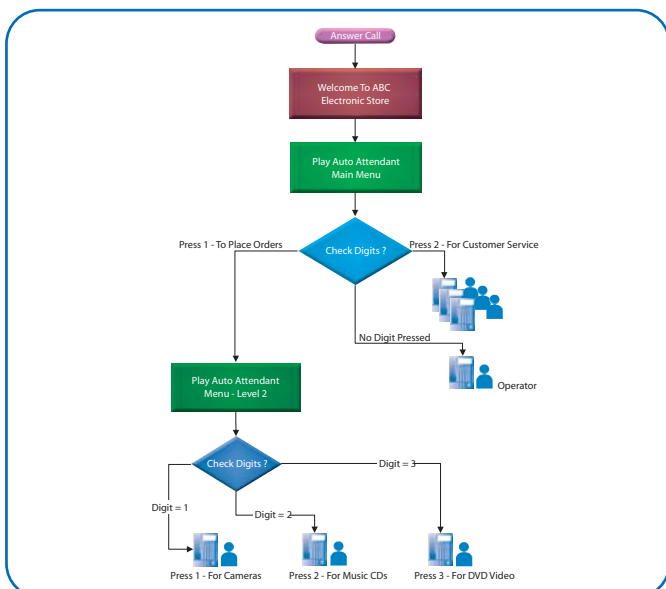 Answer Call
Welcome To ABC
Electronic Store
Play Auto Attendant
Main Menu
Press 1 - To Place Orders
Check Digits ?
Press 2 - For Customer Service
No Digit Pressed
Operator
Play Auto Attendant
Menu - Level 2
Check Digits ?
Digit = 3
Digit = 1
Digit = 2
Press 1 - For Cameras
Press 2 - For Music CDs
Press 3 - For DVD Video